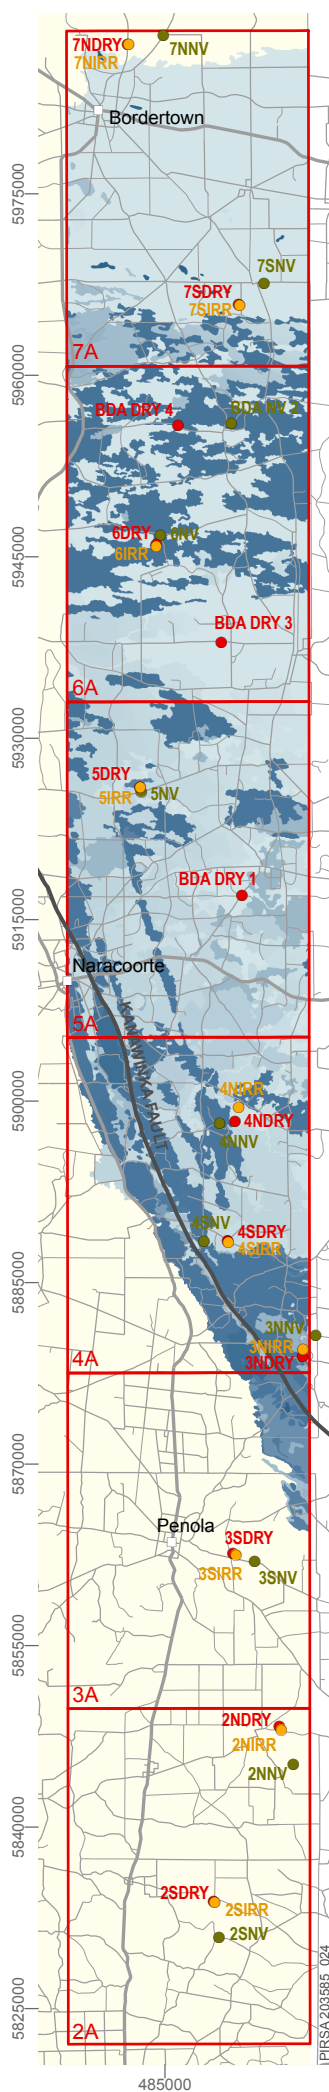 7NDRY
7NNV
7NIRR
Bordertown
5975000
7SNV
7SDRY
7SIRR
7A
5960000
BDA DRY 4
BDA NV 2
6DRY
6NV
6IRR
5945000
BDA DRY 3
6A
5930000
5DRY
5IRR
5NV
BDA DRY 1
5915000
Naracoorte
KANAWINKA FAULT
5A
5900000
4NIRR
4NDRY
4NNV
4SNV
4SDRY
4SIRR
5885000
3NNV
3NIRR
3NDRY
4A
5870000
Penola
3SDRY
3SIRR
3SNV
5855000
3A
2NDRY
2NIRR
2NNV
5840000
2SDRY
2SIRR
2SNV
5825000
2A
PIRSA 203585_024
485000